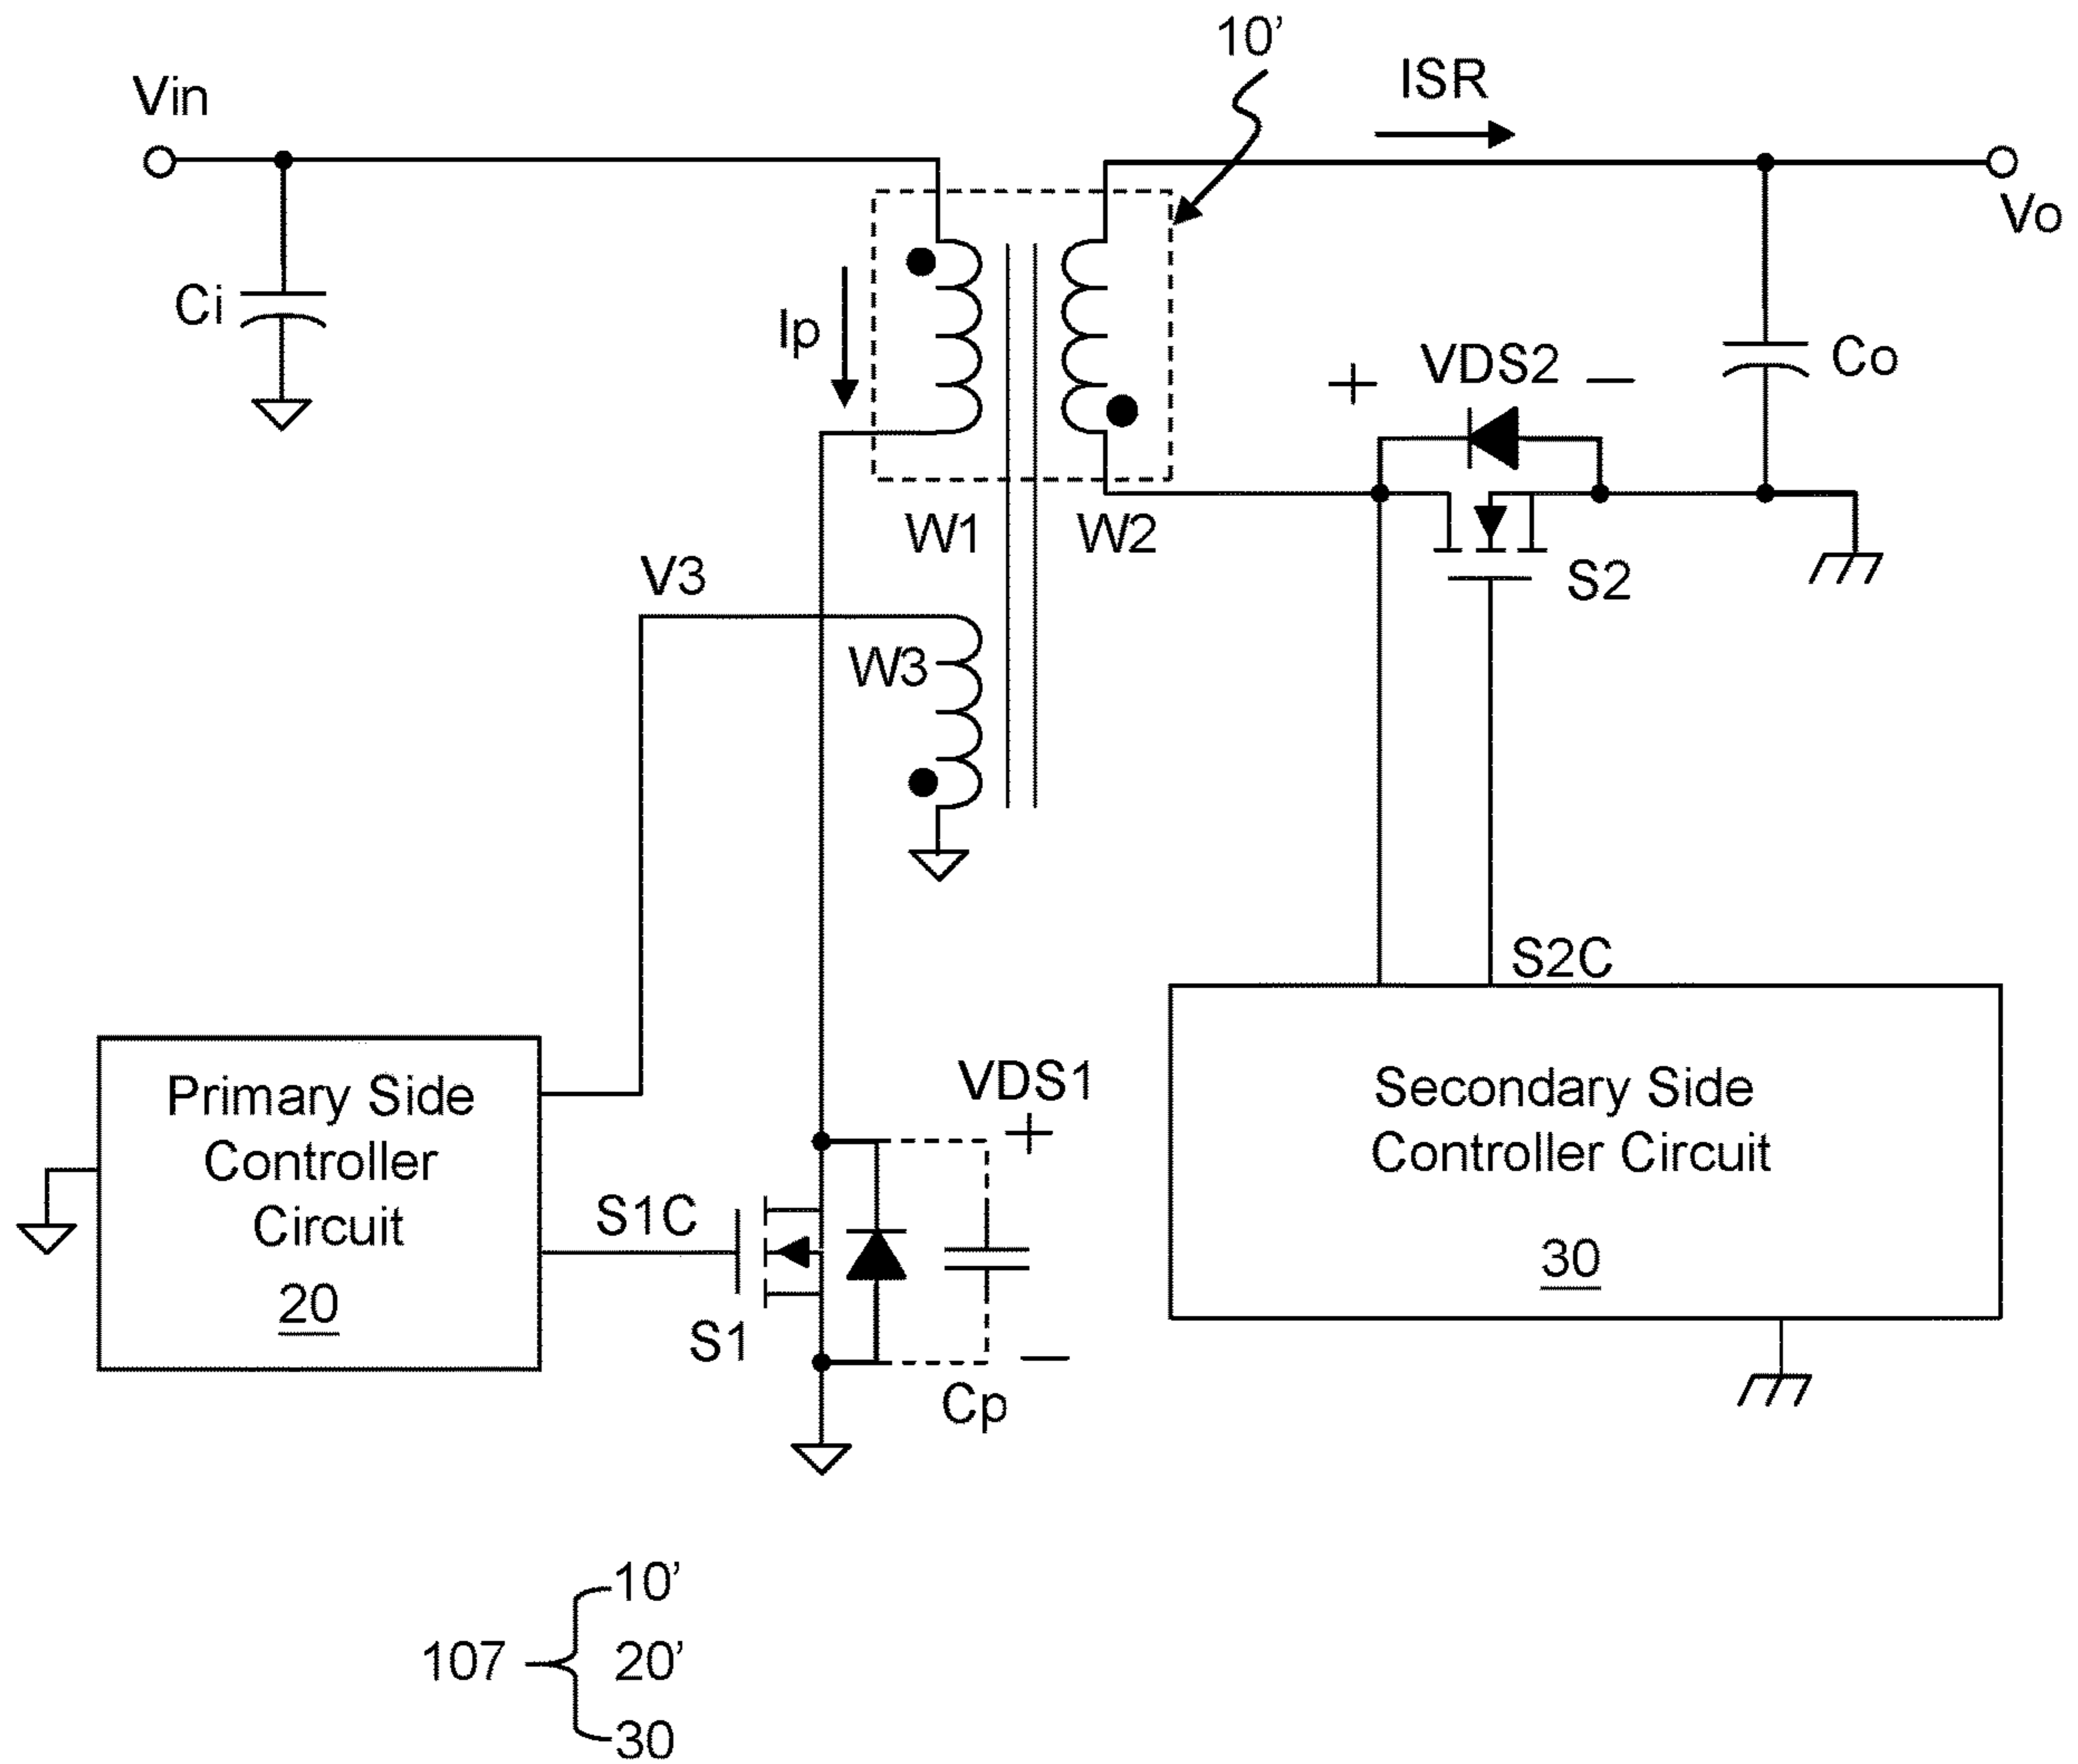 10’
ISR
Vin
Vo
Ci
Ip
VDS2
+ —
Co
W1
W2
S2
V3
W3
S2C
Primary Side
Controller
Circuit
20
VDS1
+
S1C
S1
—
Cp
Secondary Side
Controller Circuit
30
10’
107
20’
30